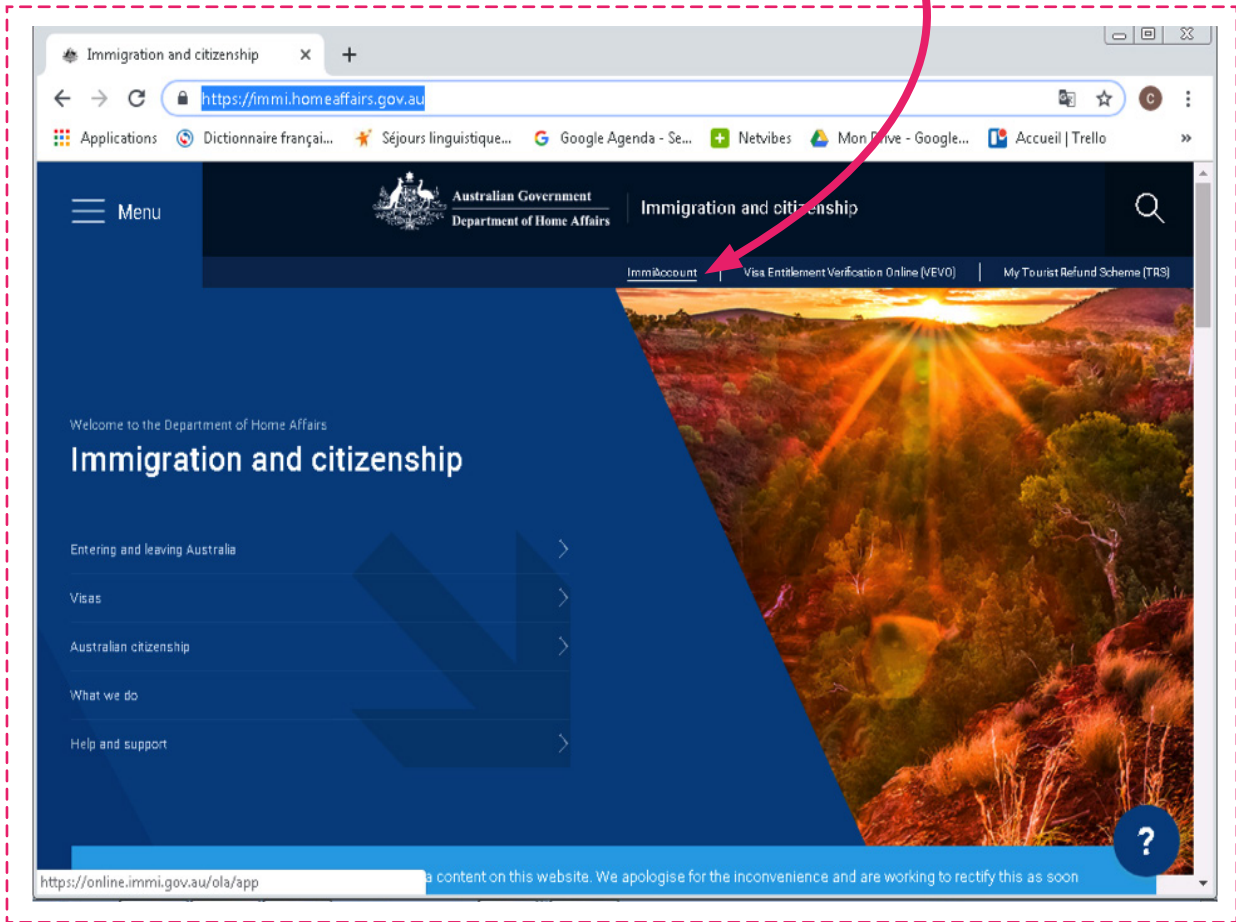 Immigration and citizenship
https://immi.homeaffairs.gov.au
C
Applications Dictionnaire françai... Séjours linguistique... Google Agenda - Se... Netvibes Mon Drive - Google... Accueil | Trello »
Menu
Australian Government
Department of Home Affairs
Immigration and citizenship
ImmiAccount | Visa Entitlement Verification Online (VEVO) | My Tourist Refund Scheme (TRS)
Welcome to the Department of Home Affairs
Immigration and citizenship
Entering and leaving Australia
Visas
Australian citizenship
What we do
Help and support
?
https://online.immi.gov.au/ola/app
a content on this website. We apologise for the inconvenience and are working to rectify this as soon